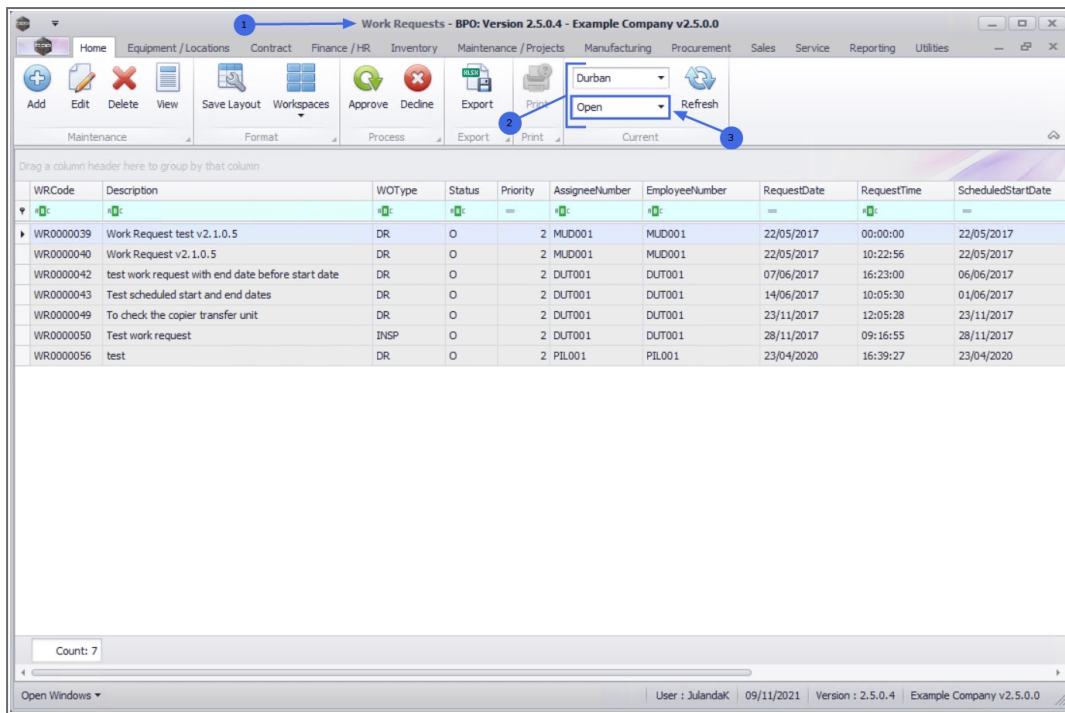 1
Work Requests - BPO: Version 2.5.0.4 - Example Company v2.5.0.0
Home Equipment / Locations Contract Finance / HR Inventory Maintenance / Projects Manufacturing Procurement Sales Service Reporting Utilities
Add Edit Delete View Save Layout Workspaces Approve Decline Export Print Durban Open Refresh
2
3
Maintenance Format Process Export Print Current
Drag a column header here to group by that column
WRCode Description WOType Status Priority AssigneeNumber EmployeeNumber RequestDate RequestTime ScheduledStartDate
WR0000039 Work Request test v2.1.0.5 DR O 2 MUD001 MUD001 22/05/2017 00:00:00 22/05/2017
WR0000040 Work Request v2.1.0.5 DR O 2 MUD001 MUD001 22/05/2017 10:22:56 22/05/2017
WR0000042 test work request with end date before start date DR O 2 DUT001 DUT001 07/06/2017 16:23:00 06/06/2017
WR0000043 Test scheduled start and end dates DR O 2 DUT001 DUT001 14/06/2017 10:05:30 01/06/2017
WR0000049 To check the copier transfer unit DR O 2 DUT001 DUT001 23/11/2017 12:05:28 23/11/2017
WR0000050 Test work request INSP O 2 DUT001 DUT001 28/11/2017 09:16:55 28/11/2017
WR0000056 test DR O 2 PIL001 PIL001 23/04/2020 16:39:27 23/04/2020
Count: 7
Open Windows User : JulandaK 09/11/2021 Version : 2.5.0.4 Example Company v2.5.0.0